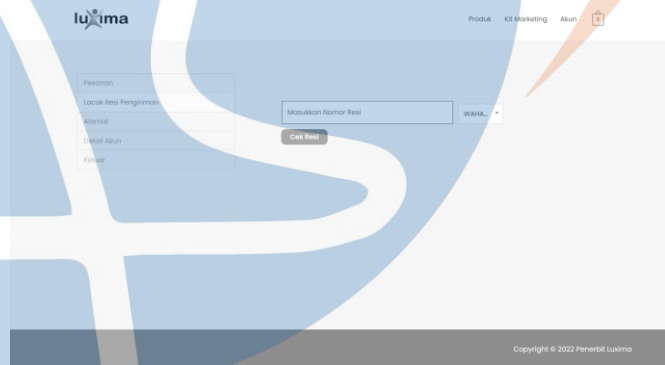 luxima
Produk Kit Marketing Akun 0
Pesanan
Lacak Resi Pengiriman
Alamat
Detail Akun
Keluar
Masukkan Nomor Resi
WAHA...
Cek Resi
Copyright © 2022 Penerbit Luxima